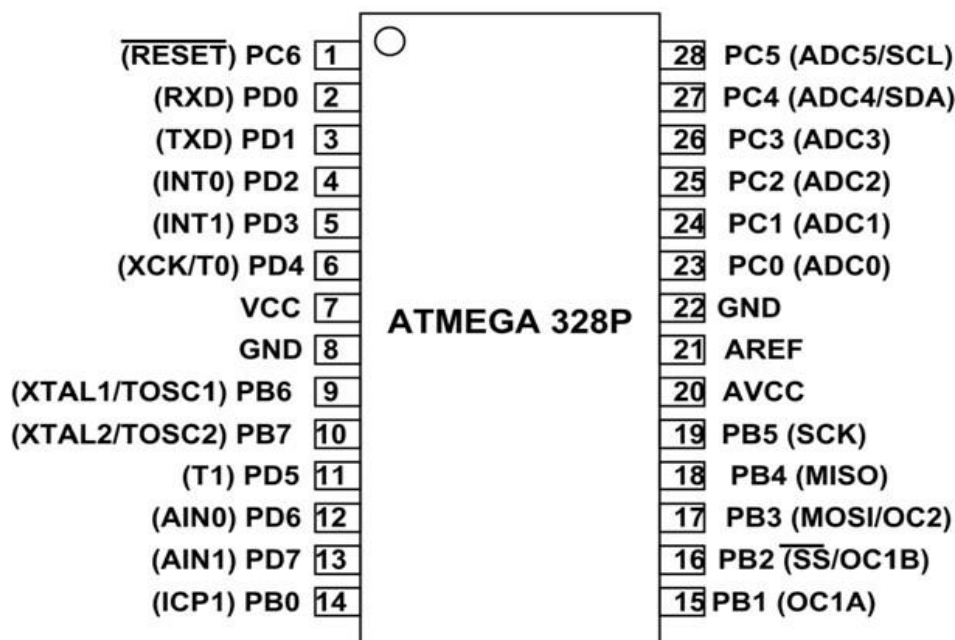 (RESET) PC6 1
(RXD) PD0 2
(TXD) PD1 3
(INT0) PD2 4
(INT1) PD3 5
(XCK/T0) PD4 6
VCC 7
GND 8
(XTAL1/TOSC1) PB6 9
(XTAL2/TOSC2) PB7 10
(T1) PD5 11
(AIN0) PD6 12
(AIN1) PD7 13
(ICP1) PB0 14
ATMEGA 328P
28 PC5 (ADC5/SCL)
27 PC4 (ADC4/SDA)
26 PC3 (ADC3)
25 PC2 (ADC2)
24 PC1 (ADC1)
23 PC0 (ADC0)
22 GND
21 AREF
20 AVCC
19 PB5 (SCK)
18 PB4 (MISO)
17 PB3 (MOSI/OC2)
16 PB2 (SS/OC1B)
15 PB1 (OC1A)